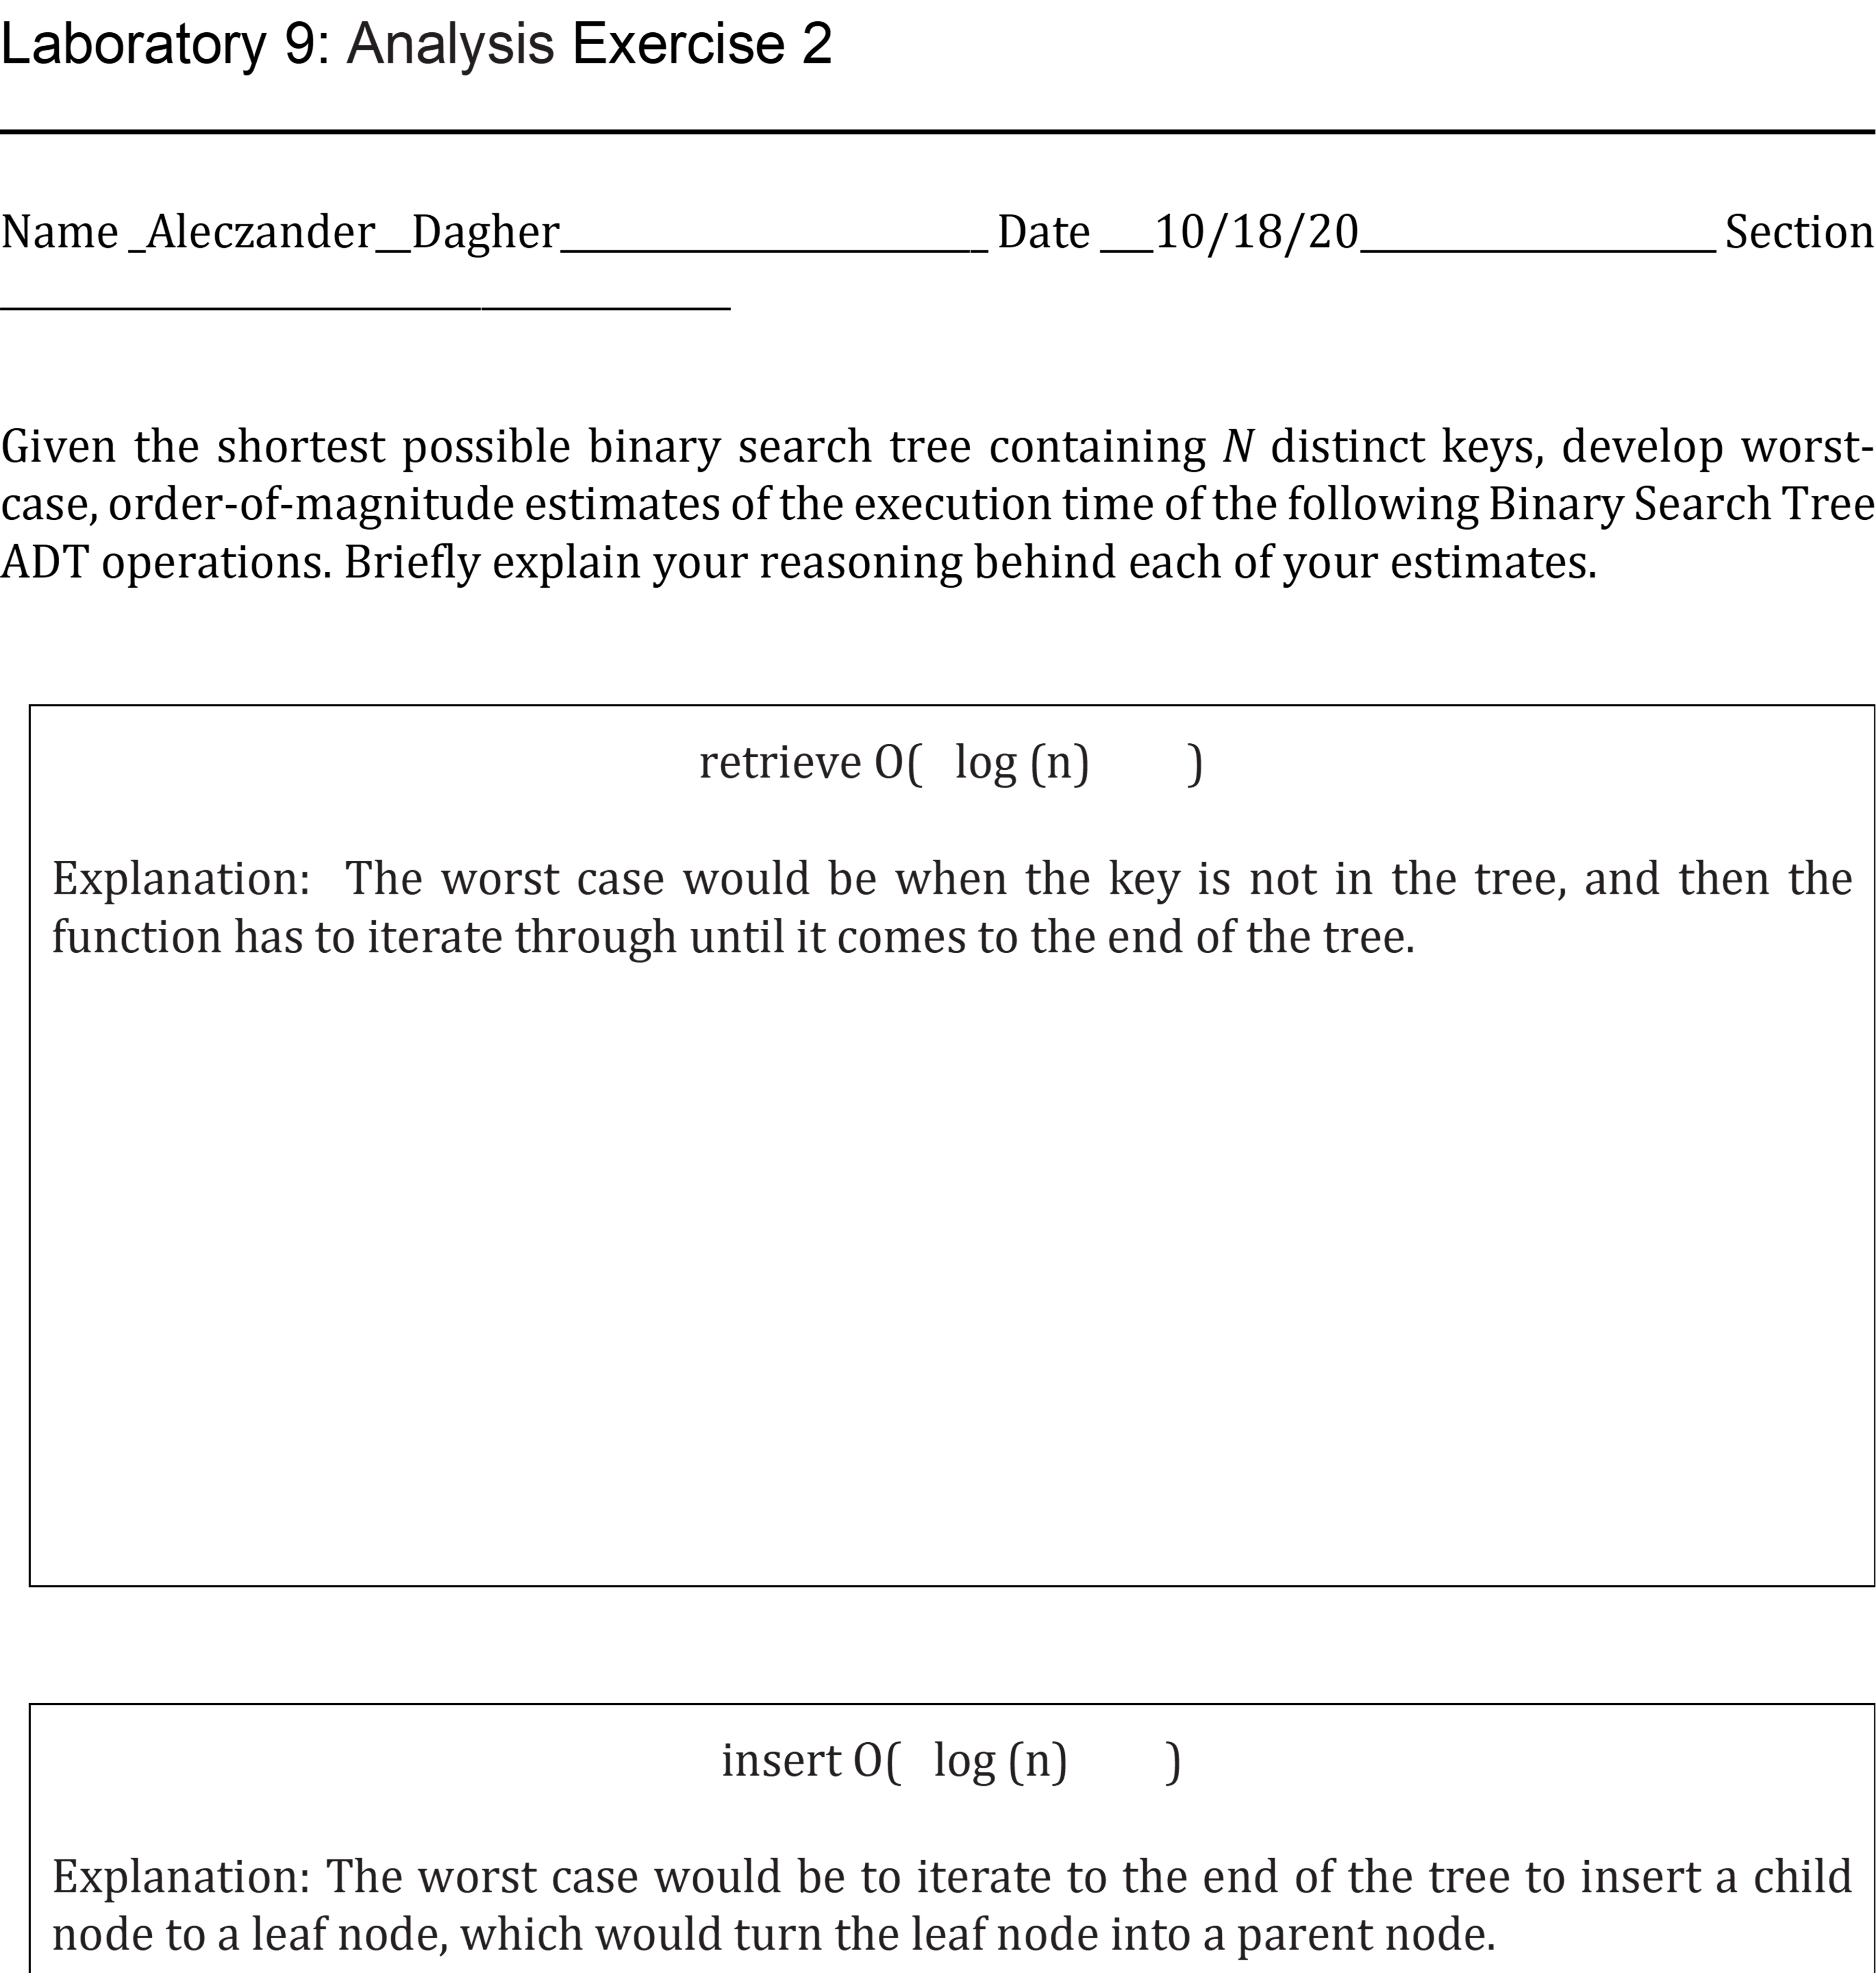 Laboratory 9: Analysis Exercise 2
Name _Aleczander__Dagher________________________ Date ___10/18/20____________________ Section
_________________________________________
Given the shortest possible binary search tree containing N distinct keys, develop worst-
case, order-of-magnitude estimates of the execution time of the following Binary Search Tree
ADT operations. Briefly explain your reasoning behind each of your estimates.
retrieve O( log (n) )
Explanation: The worst case would be when the key is not in the tree, and then the
function has to iterate through until it comes to the end of the tree.
insert O( log (n) )
Explanation: The worst case would be to iterate to the end of the tree to insert a child
node to a leaf node, which would turn the leaf node into a parent node.